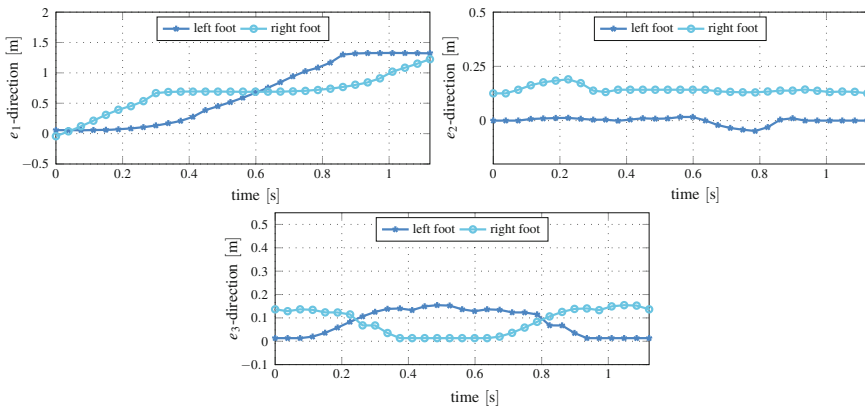 2
1.5
1
0.5
0
−0.5
e1-direction [m]
left foot right foot
0 0.2 0.4 0.6 0.8 1
time [s]
0.5
0.25
0
e2-direction [m]
left foot right foot
0 0.2 0.4 0.6 0.8 1
time [s]
0.5
0.4
0.3
0.2
0.1
0
−0.1
e3-direction [m]
left foot right foot
0 0.2 0.4 0.6 0.8 1
time [s]